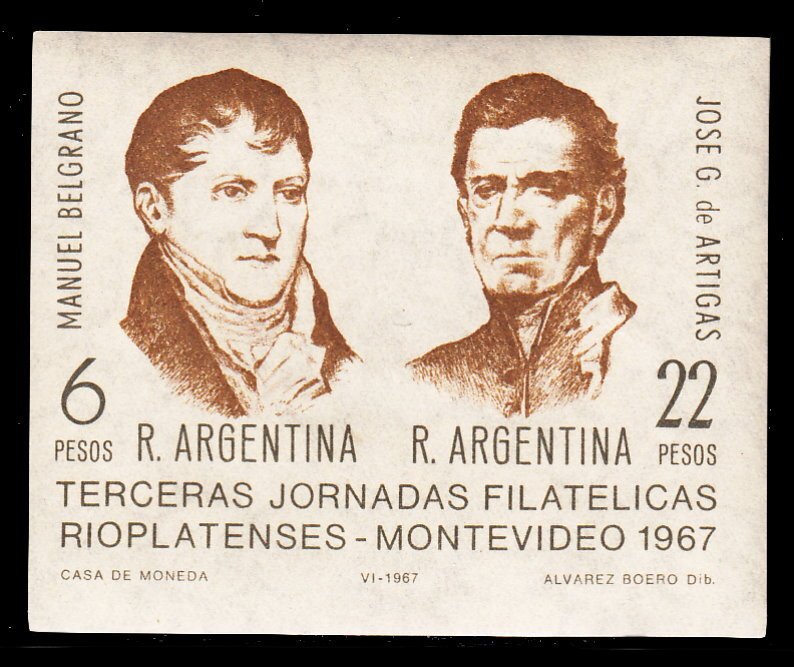 MANUEL BELGRANO
JOSE G. de ARTIGAS
6
PESOS
R. ARGENTINA
R. ARGENTINA
22
PESOS
TERCERAS JORNADAS FILATELICAS
RIOPLATENSES - MONTEVIDEO 1967
CASA DE MONEDA
VI-1967
ALVAREZ BOERO Dib.